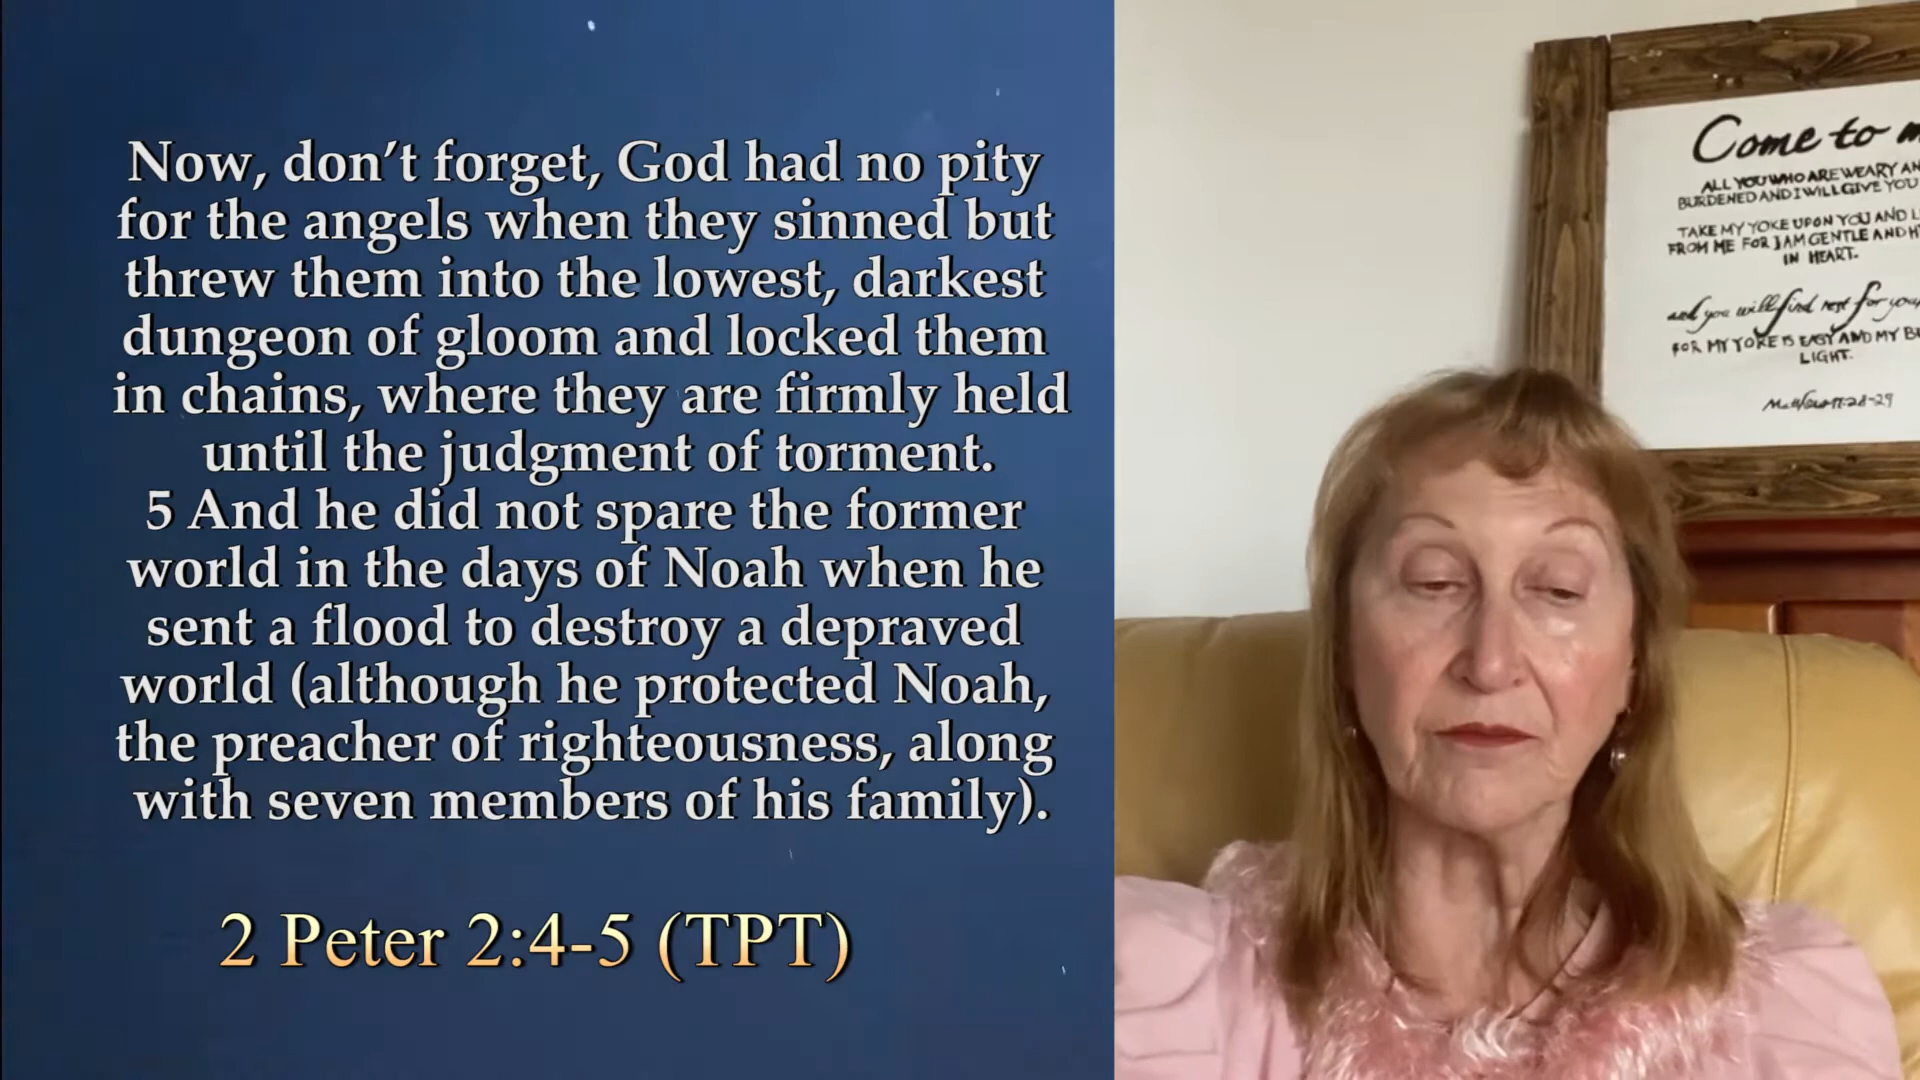 Now, don’t forget, God had no pity
for the angels when they sinned but
threw them into the lowest, darkest
dungeon of gloom and locked them
in chains, where they are firmly held
until the judgment of torment.
5 And he did not spare the former
world in the days of Noah when he
sent a flood to destroy a depraved
world (although he protected Noah,
the preacher of righteousness, along
with seven members of his family).
2 Peter 2:4-5 (TPT)
Come to
ALL YOU WHO ARE WEARY
BURDENED AND I WILL GIVE YOU
TAKE MY YOKE UPON YOU AND
FROM ME FOR I AM GENTLE AND
IN HEART.
and you will find rest for
FOR MY YOKE IS EASY AND MY
LIGHT.
11:28-29